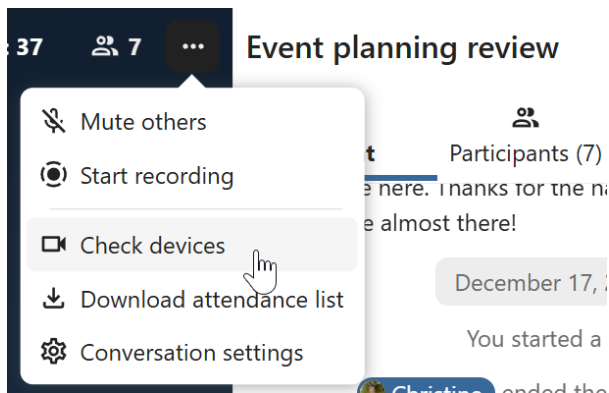 : 37
7
Event planning review
Mute others
Start recording
Check devices
Download attendance list
Conversation settings
t
Participants (7)
here. Thanks for the
almost there!
December 17,
You started a
Christine ended the